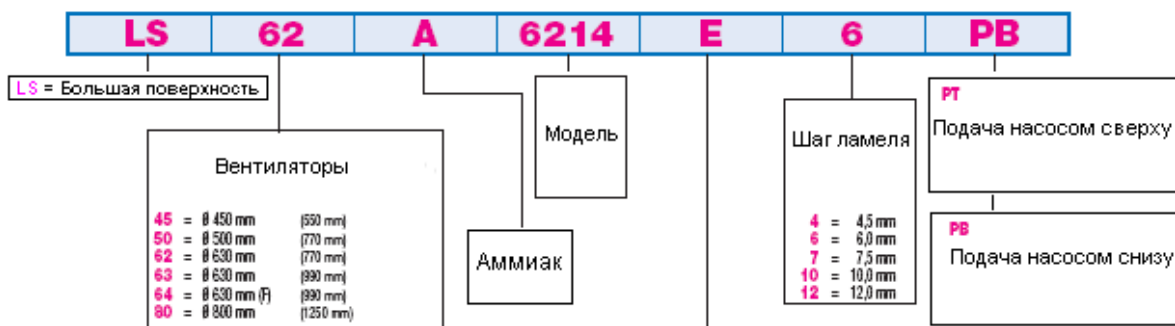 LS 62 A 6214 E 6 PB
LS = Большая поверхность
Вентиляторы
45 = Ø 450 mm (550 mm)
50 = Ø 500 mm (770 mm)
62 = Ø 630 mm (770 mm)
63 = Ø 630 mm (990 mm)
64 = Ø 630 mm (F) (990 mm)
80 = Ø 800 mm (1250 mm)
Аммиак
Модель
Шаг ламеля
4 = 4,5 mm
6 = 6,0 mm
7 = 7,5 mm
10 = 10,0 mm
12 = 12,0 mm
PT
Подача насосом сверху
PB
Подача насосом снизу